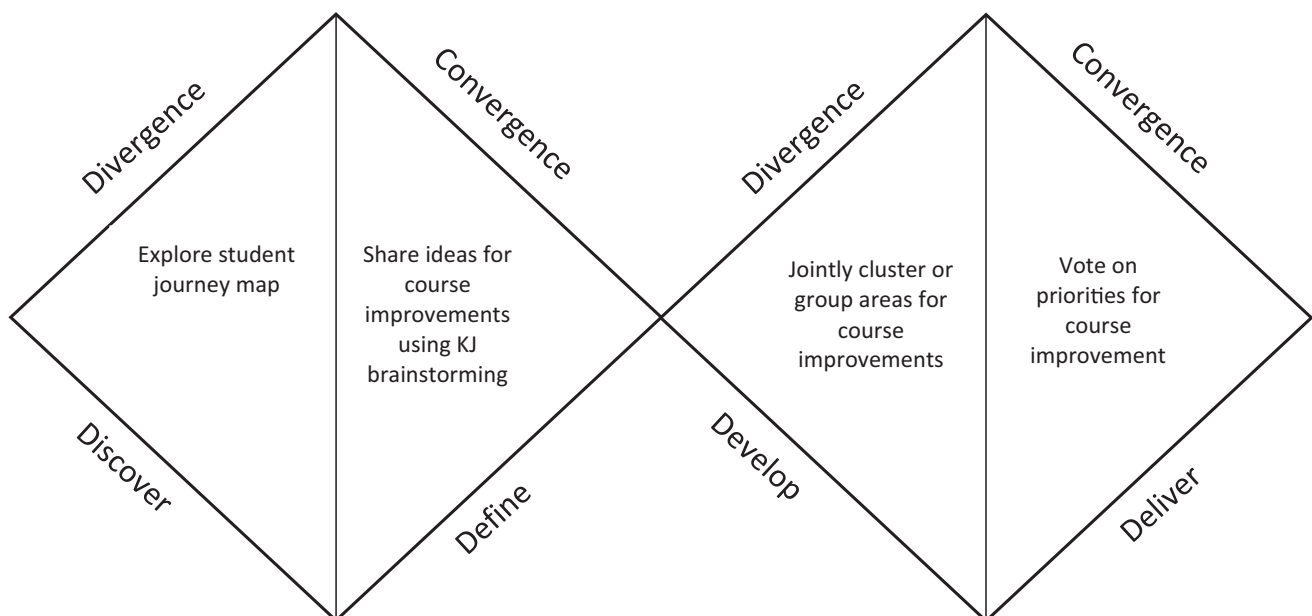 Divergence
Convergence
Divergence
Convergence
Explore student
journey map
Share ideas for
course
improvements
using KJ
brainstorming
Jointly cluster or
group areas for
course
improvements
Vote on
priorities for
course
improvement
Discover
Define
Develop
Deliver